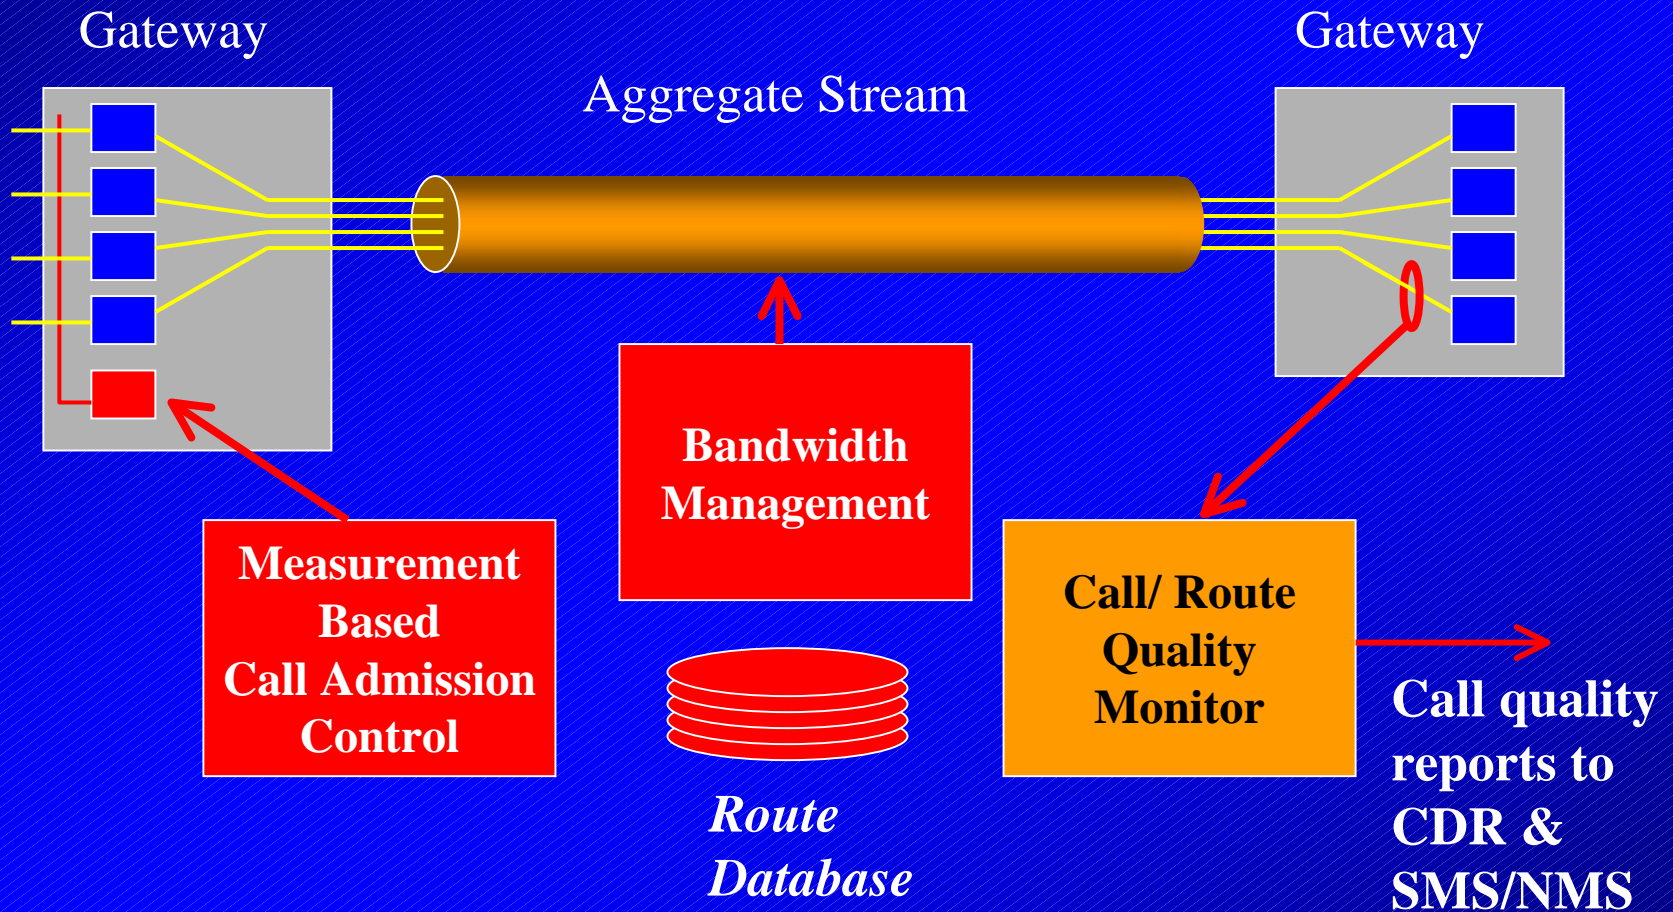 Gateway
Gateway
Aggregate Stream
Bandwidth
Management
Measurement
Based
Call Admission
Control
Call/ Route
Quality
Monitor
Route
Database
Call quality
reports to
CDR &
SMS/NMS